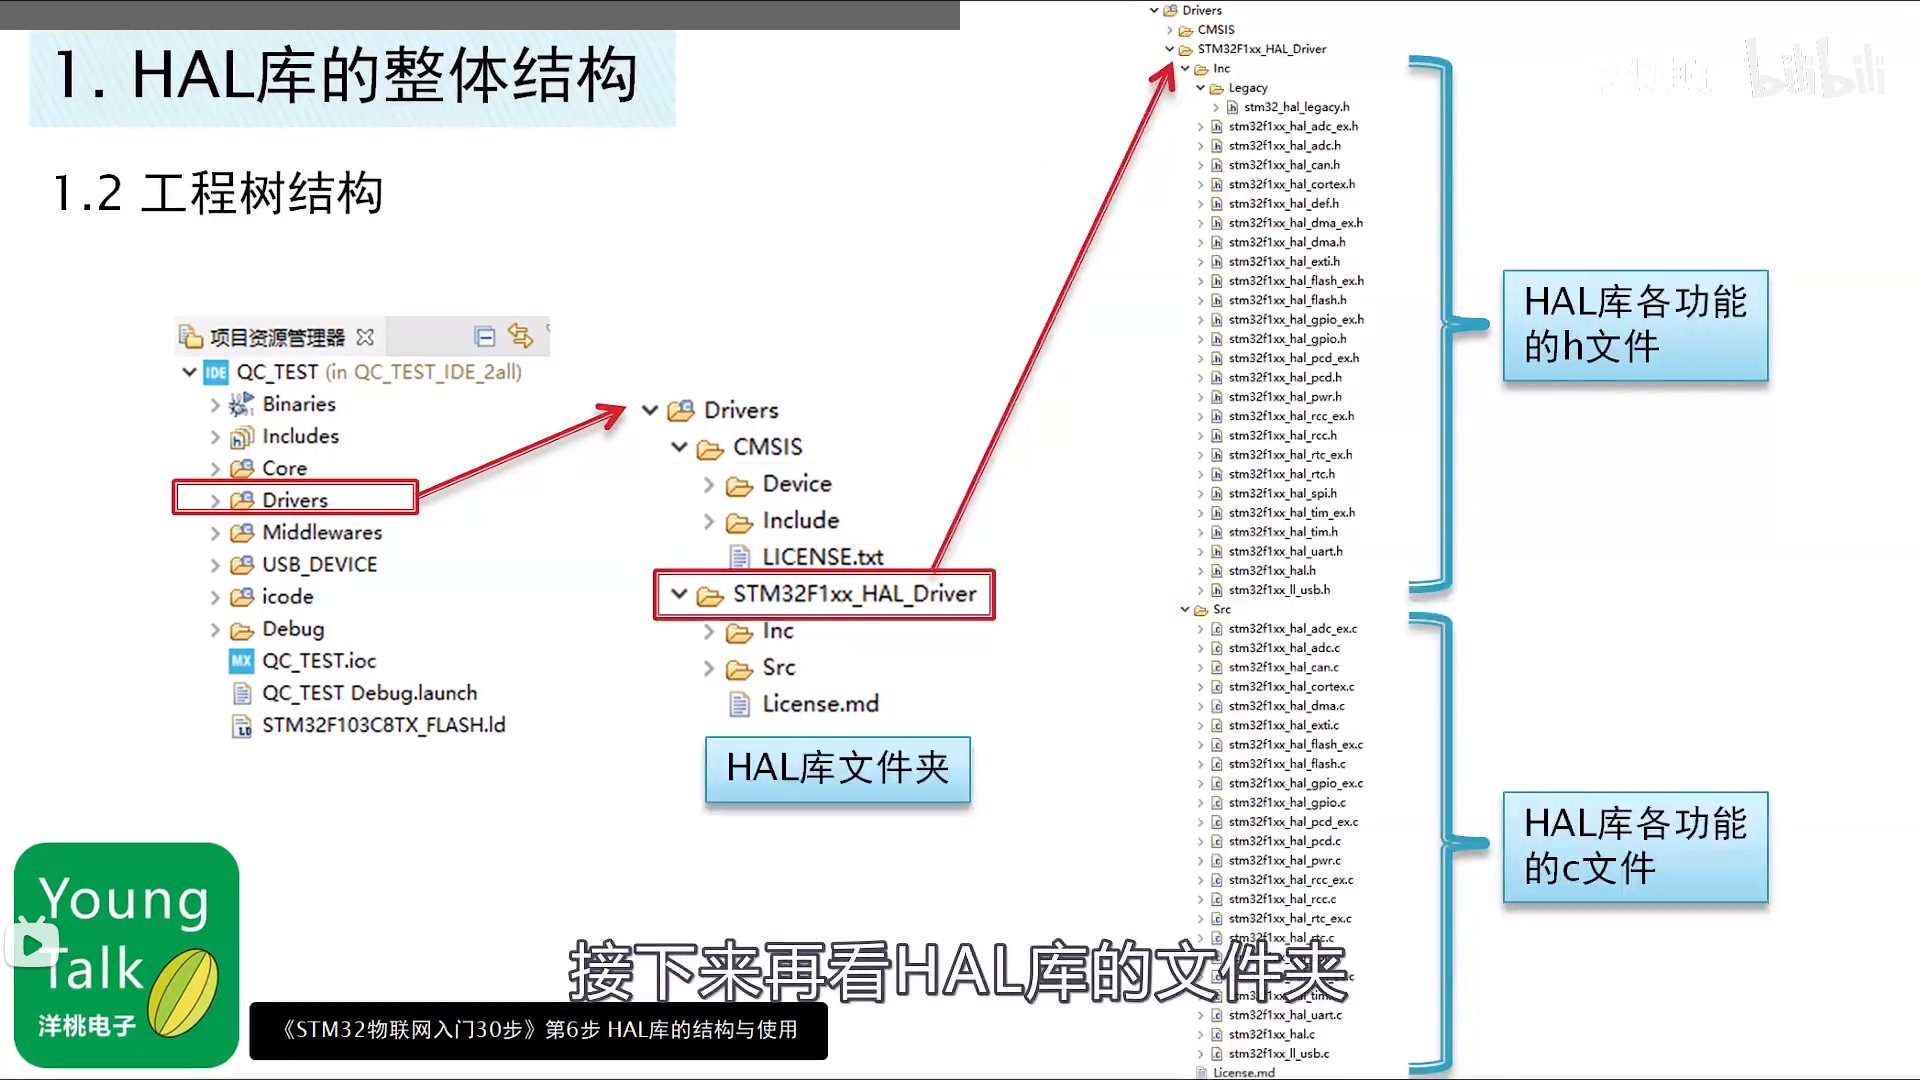 1. HAL库的整体结构
1.2 工程树结构
项目资源管理器
IDE QC_TEST (in QC_TEST_IDE_2all)
Binaries
Includes
Core
Drivers
Middlewares
USB_DEVICE
icode
Debug
MX QC_TEST.ioc
QC_TEST Debug.launch
STM32F103C8TX_FLASH.ld
Drivers
CMSIS
Device
Include
LICENSE.txt
STM32F1xx_HAL_Driver
Inc
Src
License.md
HAL库文件夹
Drivers
CMSIS
STM32F1xx_HAL_Driver
Inc
Legacy
stm32_hal_legacy.h
stm32f1xx_hal_adc_ex.h
stm32f1xx_hal_adc.h
stm32f1xx_hal_can.h
stm32f1xx_hal_cortex.h
stm32f1xx_hal_def.h
stm32f1xx_hal_dma_ex.h
stm32f1xx_hal_dma.h
stm32f1xx_hal_exti.h
stm32f1xx_hal_flash_ex.h
stm32f1xx_hal_flash.h
stm32f1xx_hal_gpio_ex.h
stm32f1xx_hal_gpio.h
stm32f1xx_hal_pcd_ex.h
stm32f1xx_hal_pcd.h
stm32f1xx_hal_pwr.h
stm32f1xx_hal_rcc_ex.h
stm32f1xx_hal_rcc.h
stm32f1xx_hal_rtc_ex.h
stm32f1xx_hal_rtc.h
stm32f1xx_hal_spi.h
stm32f1xx_hal_tim_ex.h
stm32f1xx_hal_tim.h
stm32f1xx_hal_uart.h
stm32f1xx_hal.h
stm32f1xx_ll_usb.h
Src
stm32f1xx_hal_adc_ex.c
stm32f1xx_hal_adc.c
stm32f1xx_hal_can.c
stm32f1xx_hal_cortex.c
stm32f1xx_hal_dma.c
stm32f1xx_hal_exti.c
stm32f1xx_hal_flash_ex.c
stm32f1xx_hal_flash.c
stm32f1xx_hal_gpio_ex.c
stm32f1xx_hal_gpio.c
stm32f1xx_hal_pcd_ex.c
stm32f1xx_hal_pcd.c
stm32f1xx_hal_pwr.c
stm32f1xx_hal_rcc_ex.c
stm32f1xx_hal_rcc.c
stm32f1xx_hal_rtc_ex.c
stm32f1xx_hal_rtc.c
stm32f1xx_hal_uart.c
stm32f1xx_hal.c
stm32f1xx_ll_usb.c
License.md
bilibili
HAL库各功能
的h文件
HAL库各功能
的c文件
Young
Talk
洋桃电子
接下来再看HAL库的文件夹
《STM32物联网入门30步》第6步 HAL库的结构与使用